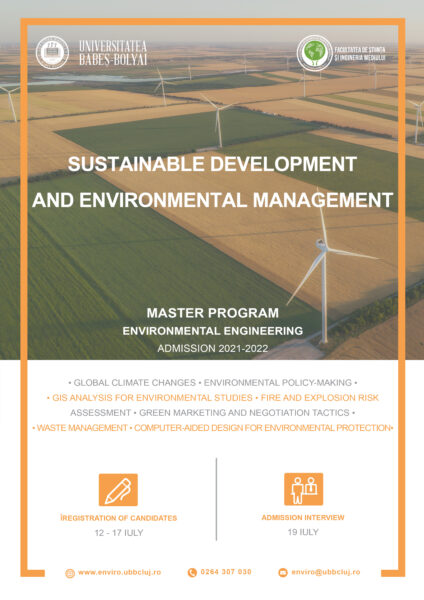 UNIVERSITATEA
BABEȘ-BOLYAI
FACULTATEA DE ȘTIINȚA
ȘI INGINERIA MEDIULUI
SUSTAINABLE DEVELOPMENT
AND ENVIRONMENTAL MANAGEMENT
MASTER PROGRAM
ENVIRONMENTAL ENGINEERING
ADMISSION 2021-2022
• GLOBAL CLIMATE CHANGES • ENVIRONMENTAL POLICY-MAKING •
• GIS ANALYSIS FOR ENVIRONMENTAL STUDIES • FIRE AND EXPLOSION RISK
ASSESSMENT • GREEN MARKETING AND NEGOTIATION TACTICS •
• WASTE MANAGEMENT • COMPUTER-AIDED DESIGN FOR ENVIRONMENTAL PROTECTION•
ÎREGISTRATION OF CANDIDATES
12 - 17 IULY
ADMISSION INTERVIEW
19 IULY
www.enviro.ubbcluj.ro
0264 307 030
enviro@ubbcluj.ro